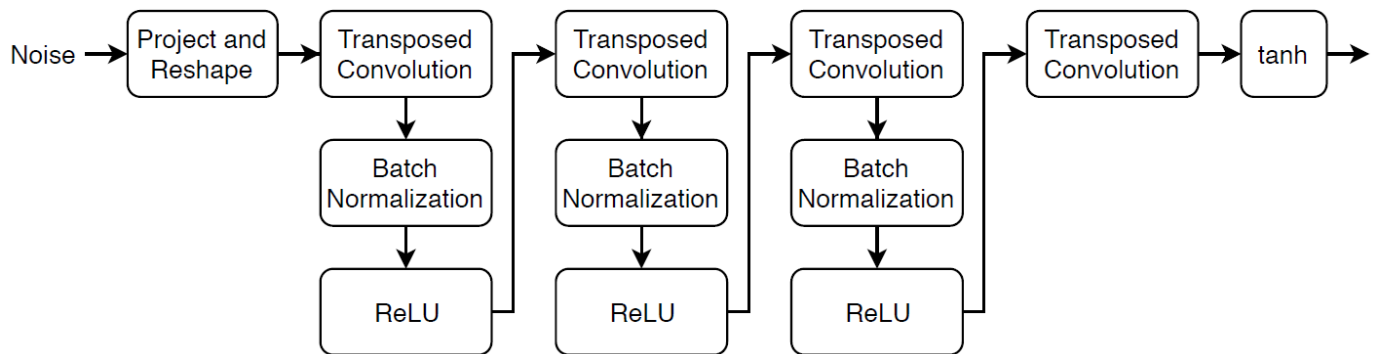 Noise
Project and
Reshape
Transposed
Convolution
Batch
Normalization
ReLU
Transposed
Convolution
Batch
Normalization
ReLU
Transposed
Convolution
Batch
Normalization
ReLU
Transposed
Convolution
tanh